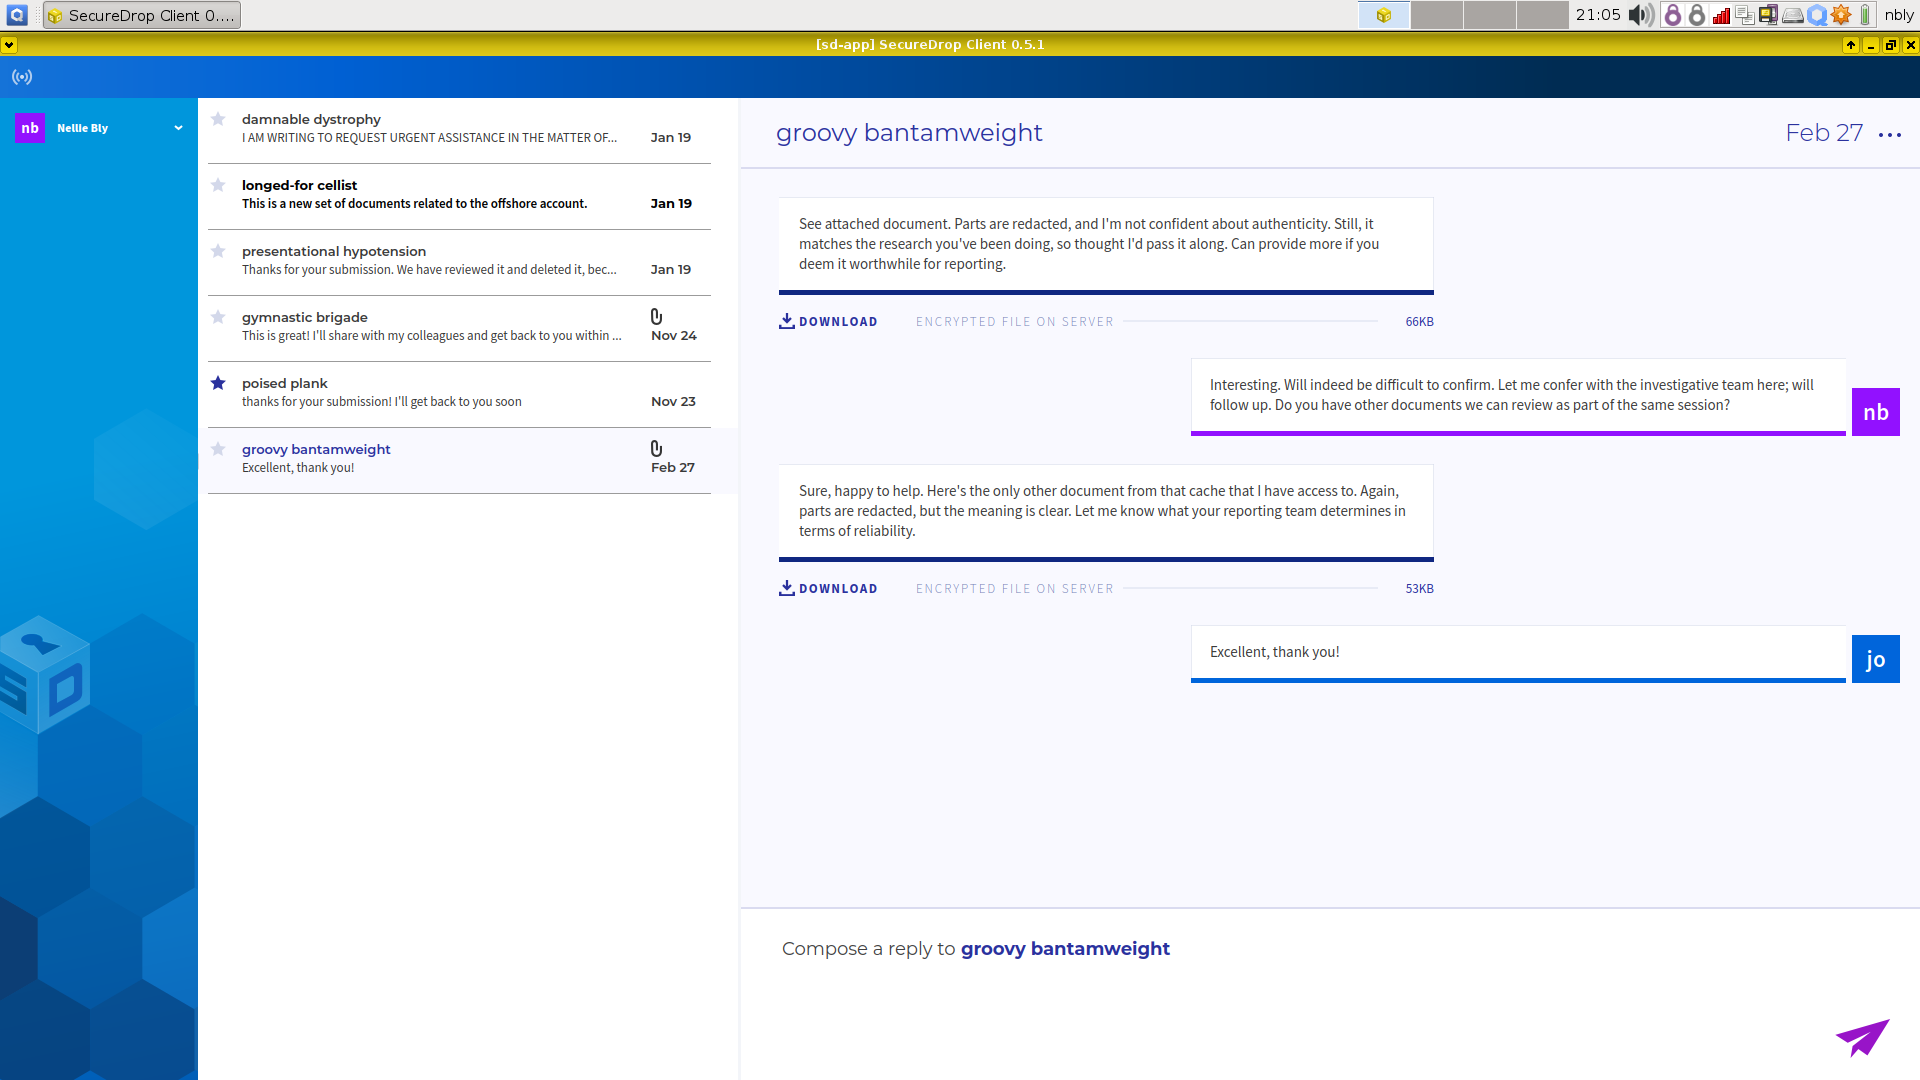 SecureDrop Client 0....
21:05
nbly
[sd-app] SecureDrop Client 0.5.1
nb
Nellie Bly
damnable dystrophy
I AM WRITING TO REQUEST URGENT ASSISTANCE IN THE MATTER OF...
Jan 19
longed-for cellist
This is a new set of documents related to the offshore account.
Jan 19
presentational hypotension
Thanks for your submission. We have reviewed it and deleted it, bec...
Jan 19
gymnastic brigade
This is great! I'll share with my colleagues and get back to you within ...
Nov 24
poised plank
thanks for your submission! I'll get back to you soon
Nov 23
groovy bantamweight
Excellent, thank you!
Feb 27
SD
groovy bantamweight
Feb 27
See attached document. Parts are redacted, and I'm not confident about authenticity. Still, it
matches the research you've been doing, so thought I'd pass it along. Can provide more if you
deem it worthwhile for reporting.
DOWNLOAD
ENCRYPTED FILE ON SERVER
66KB
Interesting. Will indeed be difficult to confirm. Let me confer with the investigative team here; will
follow up. Do you have other documents we can review as part of the same session?
nb
Sure, happy to help. Here's the only other document from that cache that I have access to. Again,
parts are redacted, but the meaning is clear. Let me know what your reporting team determines in
terms of reliability.
DOWNLOAD
ENCRYPTED FILE ON SERVER
53KB
Excellent, thank you!
jo
Compose a reply to groovy bantamweight